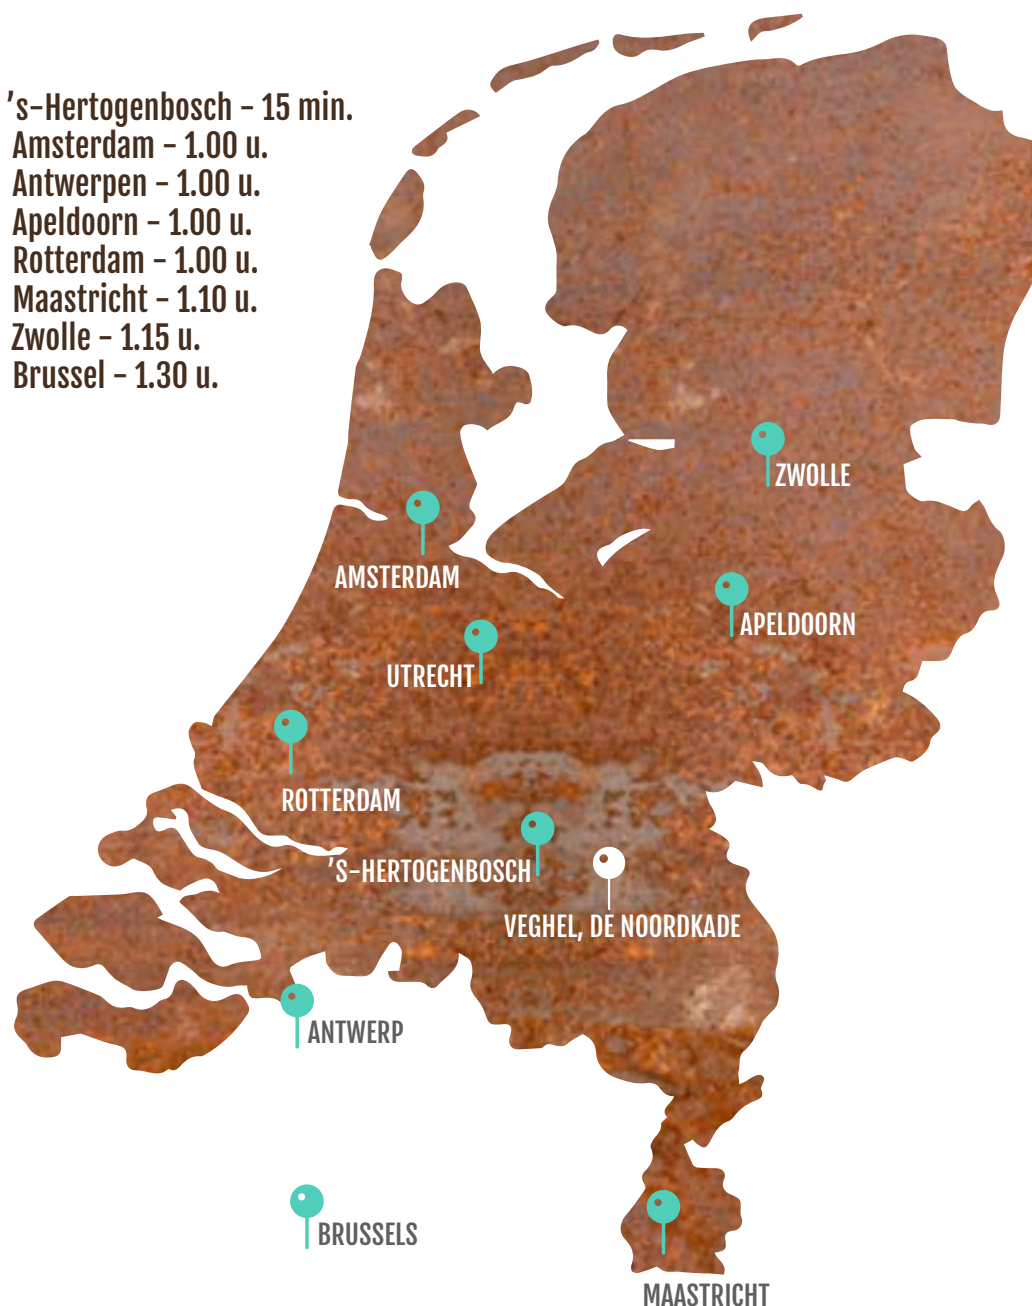 ’s-Hertogenbosch - 15 min.
Amsterdam - 1.00 u.
Antwerpen - 1.00 u.
Apeldoorn - 1.00 u.
Rotterdam - 1.00 u.
Maastricht - 1.10 u.
Zwolle - 1.15 u.
Brussel - 1.30 u.
ZWOLLE
AMSTERDAM
APELDOORN
UTRECHT
ROTTERDAM
’S-HERTOGENBOSCH
VEGHEL, DE NOORDKADE
ANTWERP
BRUSSELS
MAASTRICHT